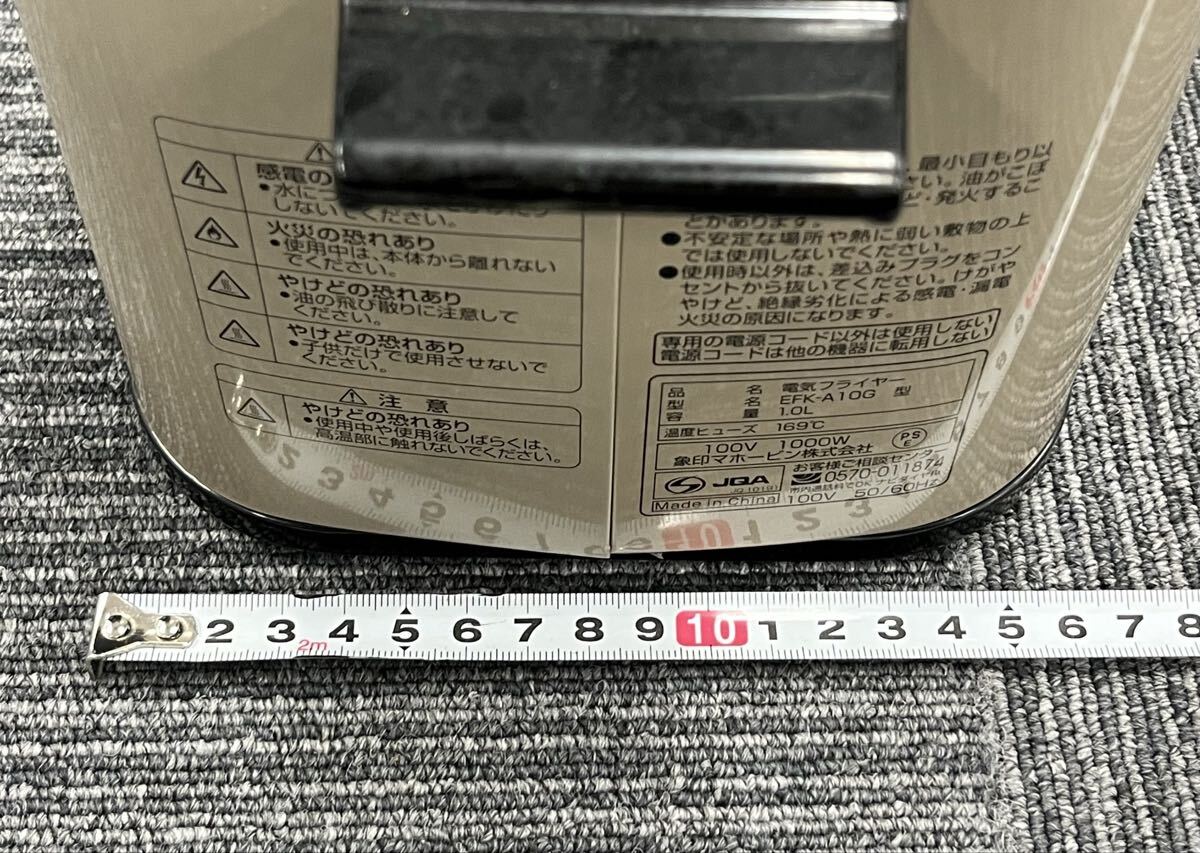 感電の
●水に
しないでください。
火災の恐れあり
●使用中は、本体から離れない
でください。
やけどの恐れあり
●油の飛び散りに注意して
ください。
やけどの恐れあり
●子供だけで使用させないで
ください。
注意
やけどの恐れあり
●使用中や使用後しばらくは、
高温部に触れないでください。
最小目もり以
さい。油がこぼ
ど・発火するこ
とがあります。
●不安定な場所や熱に弱い敷物の上
では使用しないでください。
●使用時以外は、差込みプラグをコン
セントから抜いてください。けがや
やけど、絶縁劣化による感電・漏電
火災の原因になります。
専用の電源コード以外は使用しない
電源コードは他の機器に転用しない
品名 電気フライヤー
型名 EFK-A10G 型
容量 1.0L
温度ヒューズ 169℃
100V 1000W
象印マホービン株式会社
PSE
JQA
お客様ご相談センター
0570-011874
市内通話料でOK ナビダイヤル
Made in China
100V 50/60Hz
2 3 4 5 6 7 8 9 10 1 2 3 4 5 6 7 8
2m